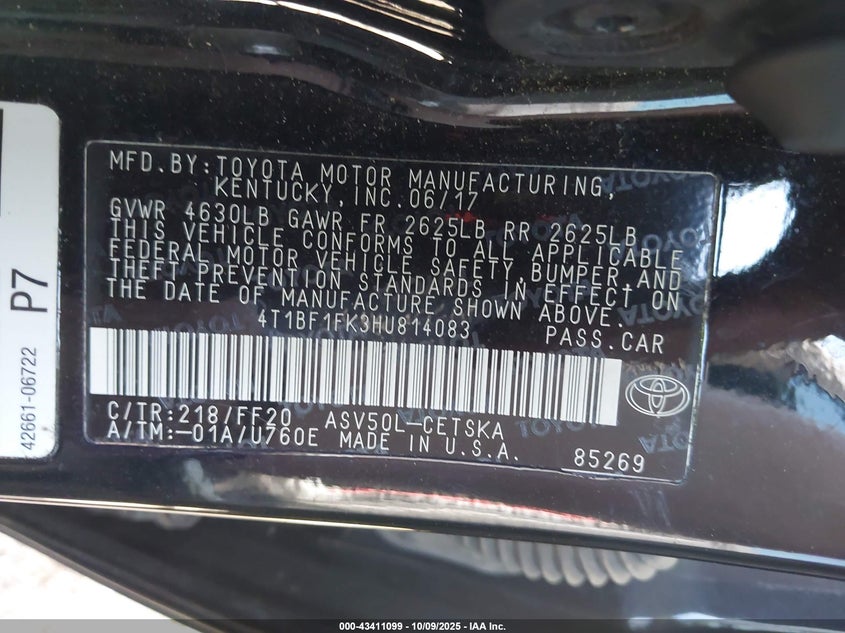 MFD.BY:TOYOTA MOTOR MANUFACTURING,
KENTUCKY,INC.06/17
GVWR 4630LB GAWR FR 2625LB RR 2625LB
THIS VEHICLE CONFORMS TO ALL APPLICABLE
FEDERAL MOTOR VEHICLE SAFETY,BUMPER,AND
THEFT PREVENTION STANDARDS IN EFFECT ON
THE DATE OF MANUFACTURE SHOWN ABOVE.
4T1BF1FK3HU814083 PASS.CAR
C/TR:218/FF20 ASV50L-CETSKA
A/TM:-01A/U760E MADE IN U.S.A.
85269
42661-06722 P7
000-43411099 - 10/09/2025 - IAA Inc.